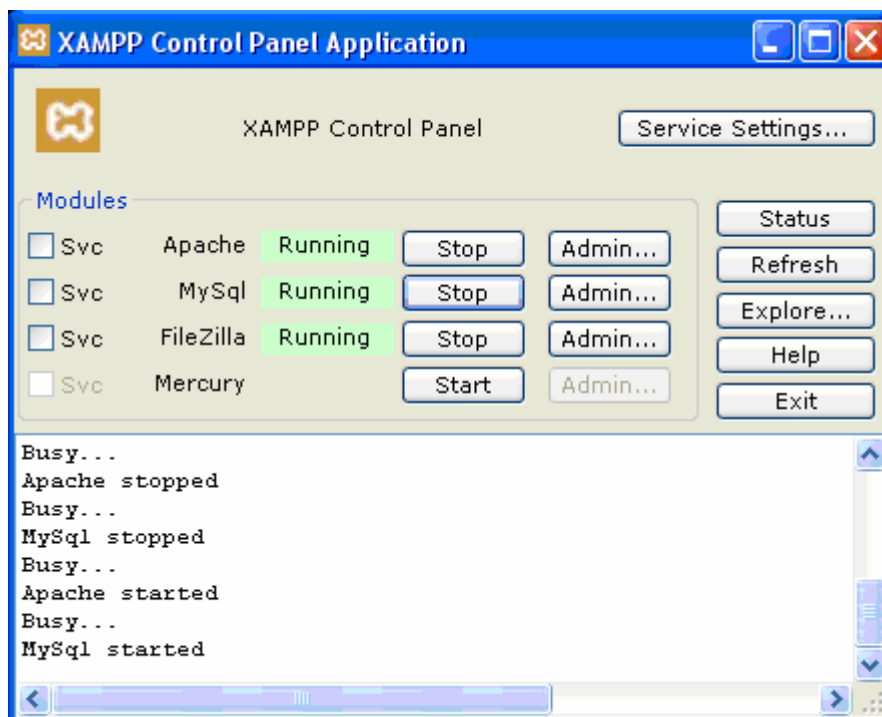 XAMPP Control Panel Application
XAMPP Control Panel
Service Settings...
Modules
Svc Apache Running Stop Admin...
Svc MySql Running Stop Admin...
Svc FileZilla Running Stop Admin...
Svc Mercury Start Admin...
Status
Refresh
Explore...
Help
Exit
Busy...
Apache stopped
Busy...
MySql stopped
Busy...
Apache started
Busy...
MySql started